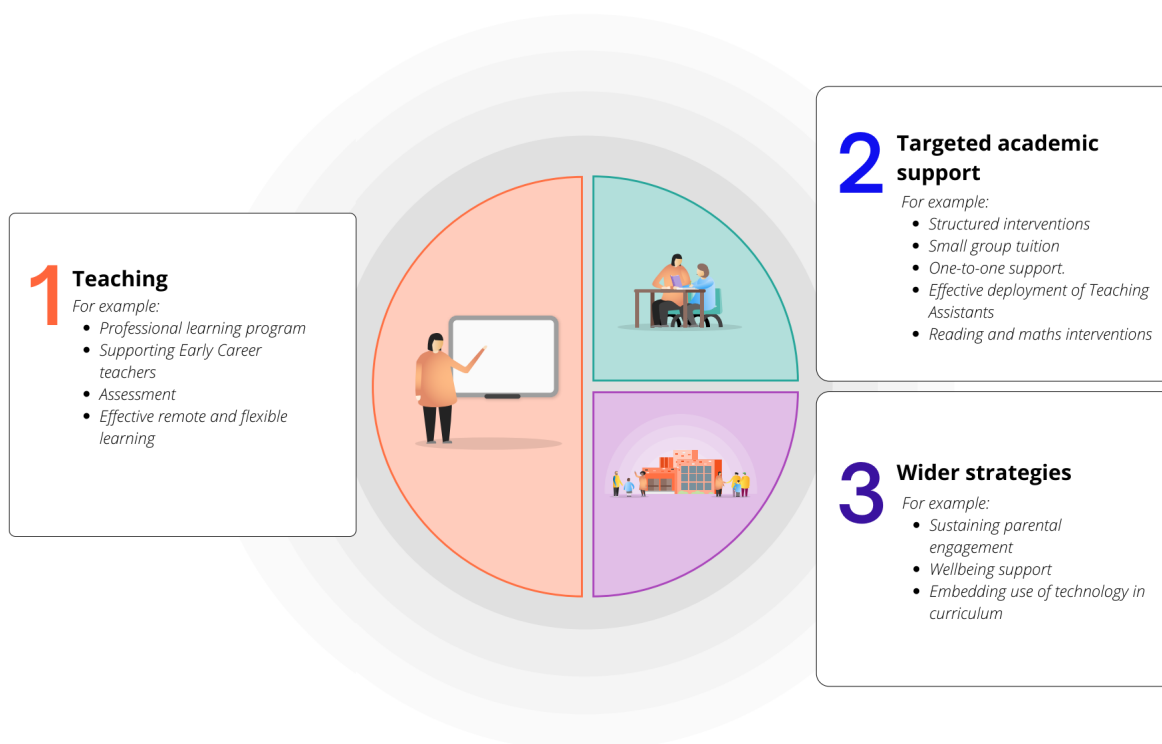 1
Teaching
For example:
• Professional learning program
• Supporting Early Career
teachers
• Assessment
• Effective remote and flexible
learning
2
Targeted academic
support
For example:
• Structured interventions
• Small group tuition
• One-to-one support.
• Effective deployment of Teaching
Assistants
• Reading and maths interventions
3
Wider strategies
For example:
• Sustaining parental
engagement
• Wellbeing support
• Embedding use of technology in
curriculum